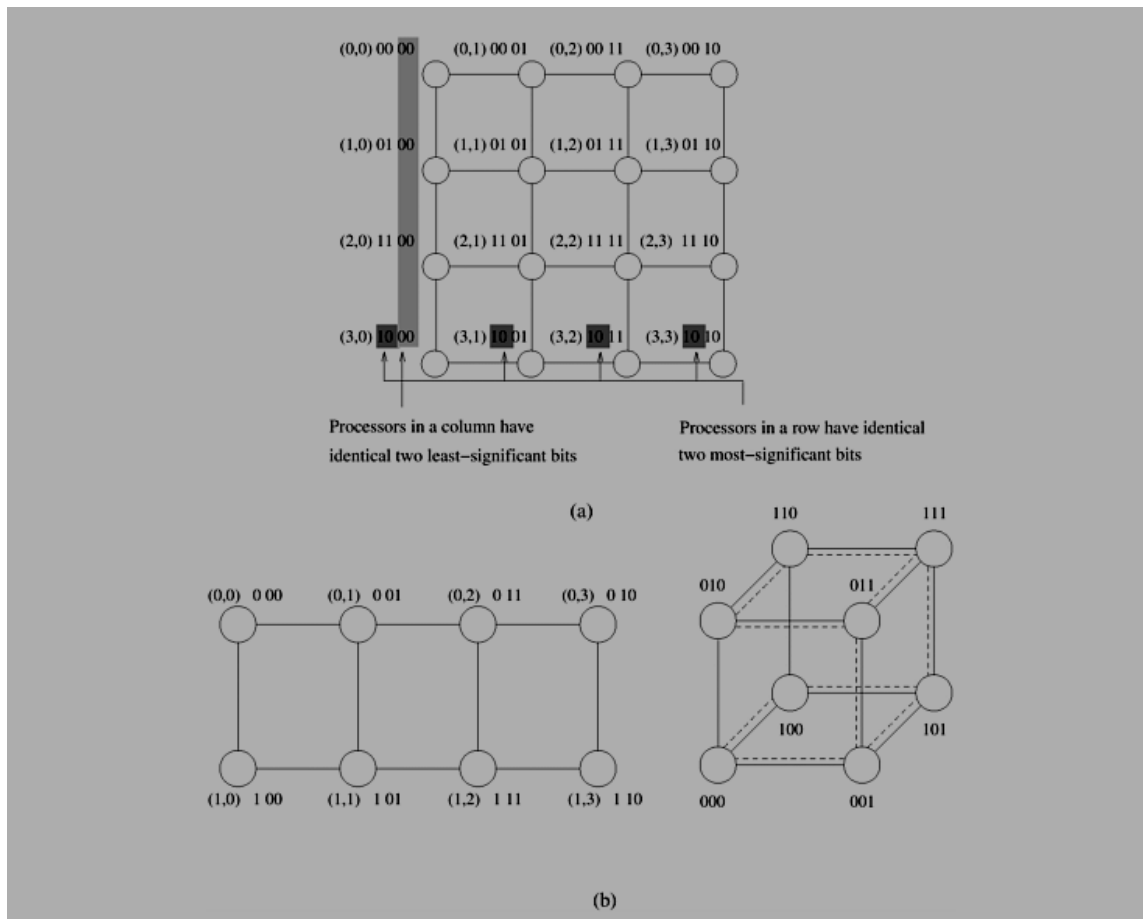 (0,0) 00 00 (0,1) 00 01 (0,2) 00 11 (0,3) 00 10
(1,0) 01 00 (1,1) 01 01 (1,2) 01 11 (1,3) 01 10
(2,0) 11 00 (2,1) 11 01 (2,2) 11 11 (2,3) 11 10
(3,0) 10 00 (3,1) 10 01 (3,2) 10 11 (3,3) 10 10
Processors in a column have
identical two least−significant bits
Processors in a row have identical
two most−significant bits
(a)
110 111
010 011
(0,0) 0 00 (0,1) 0 01 (0,2) 0 11 (0,3) 0 10
100 101
(1,0) 1 00 (1,1) 1 01 (1,2) 1 11 (1,3) 1 10
000 001
(b)